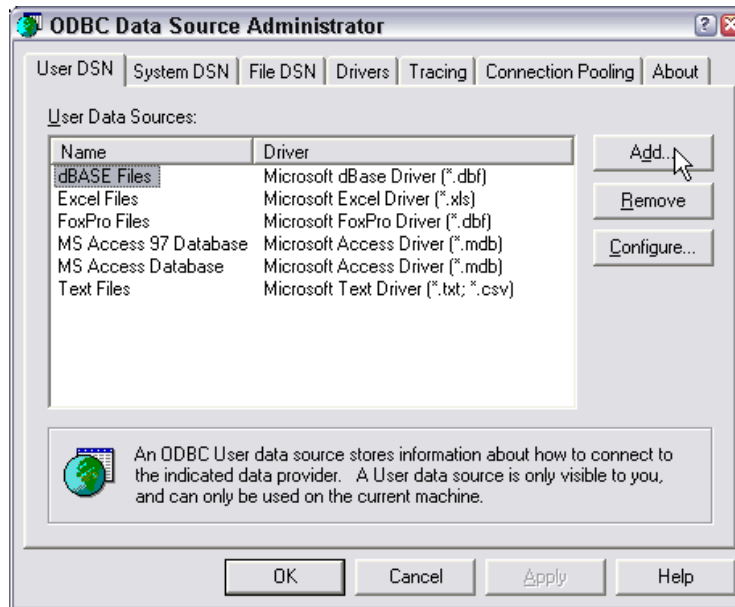 ODBC Data Source Administrator
User DSN System DSN File DSN Drivers Tracing Connection Pooling About
User Data Sources:
Name Driver
dBASE Files Microsoft dBase Driver (*.dbf)
Excel Files Microsoft Excel Driver (*.xls)
FoxPro Files Microsoft FoxPro Driver (*.dbf)
MS Access 97 Database Microsoft Access Driver (*.mdb)
MS Access Database Microsoft Access Driver (*.mdb)
Text Files Microsoft Text Driver (*.txt; *.csv)
Add...
Remove
Configure...
An ODBC User data source stores information about how to connect to
the indicated data provider. A User data source is only visible to you,
and can only be used on the current machine.
OK Cancel Apply Help